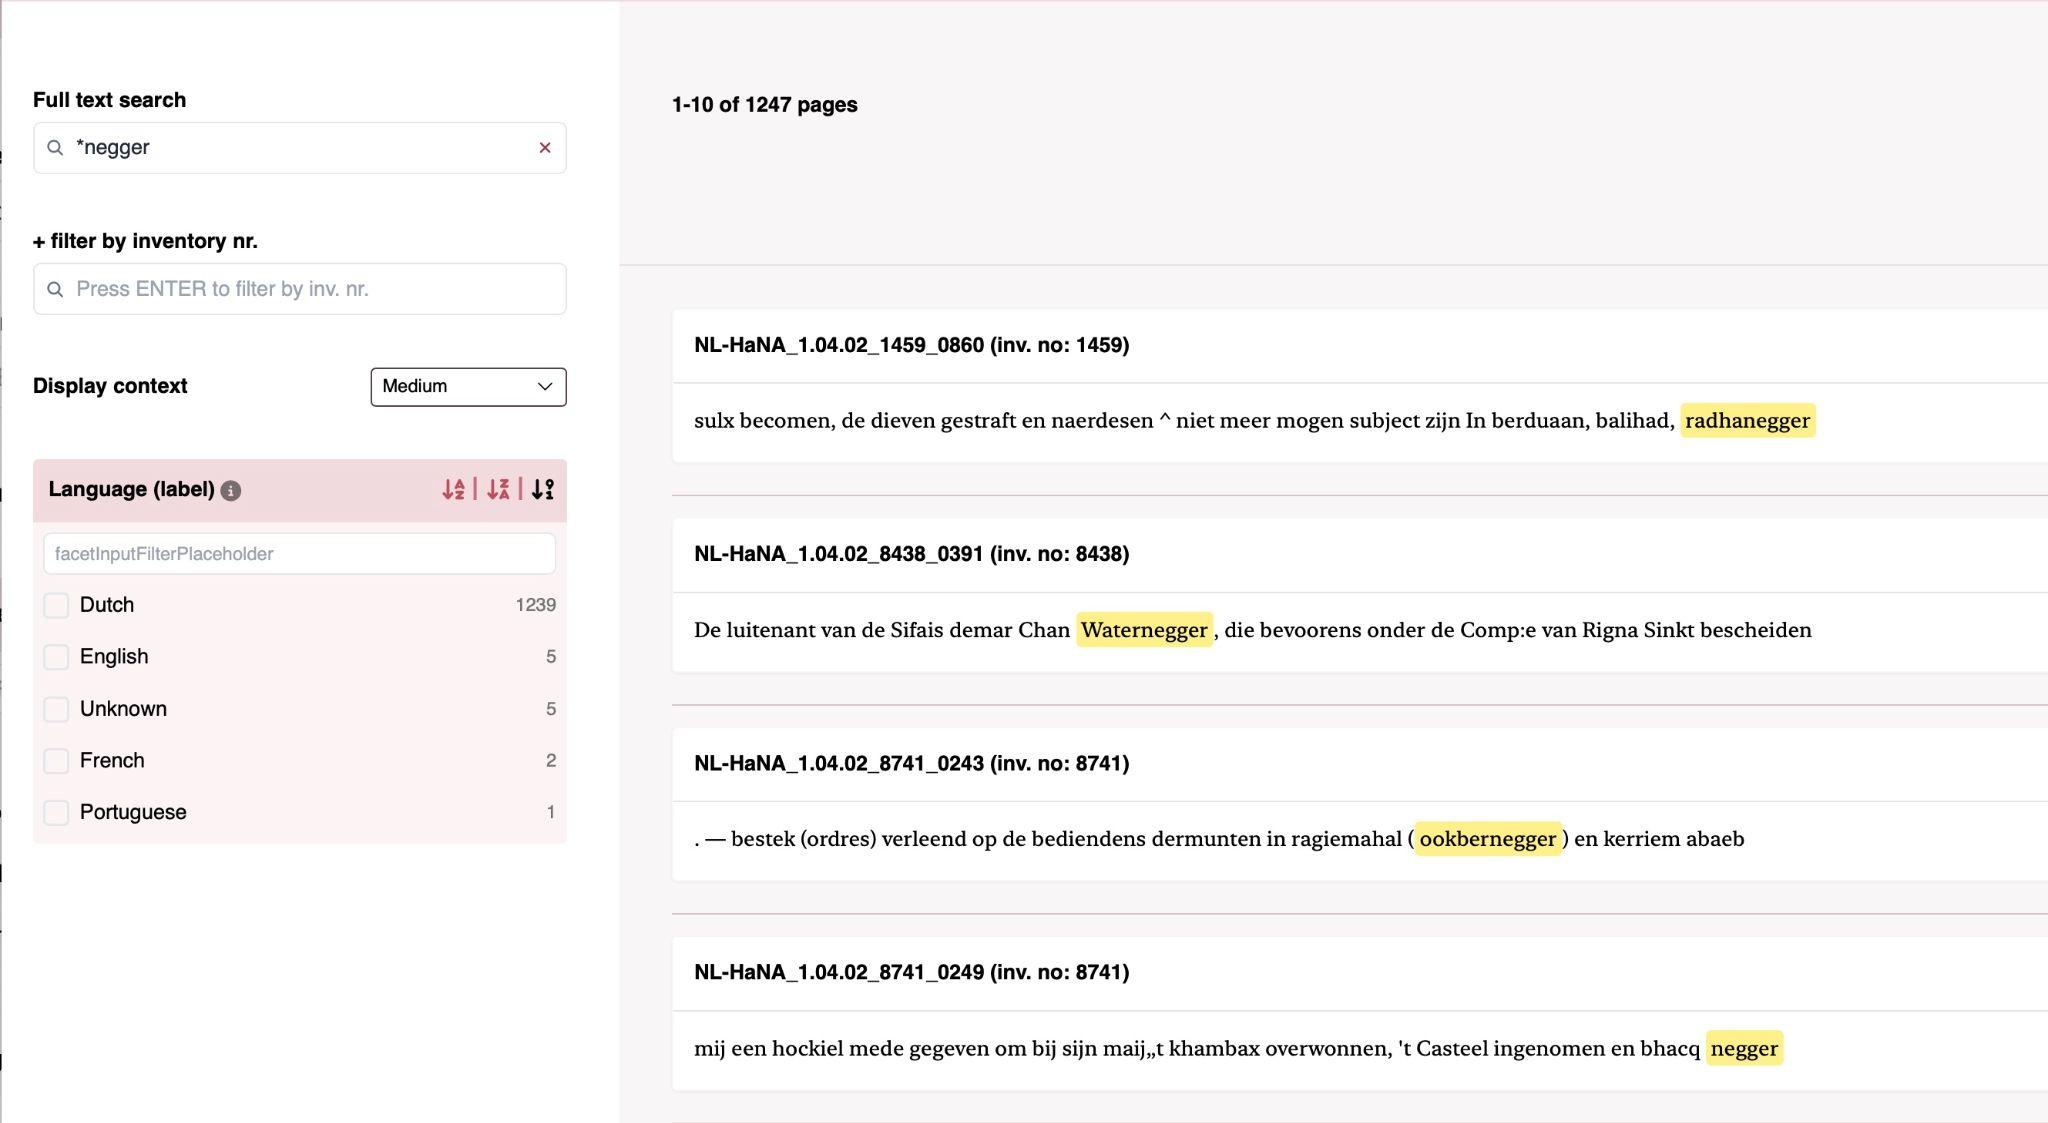 Full text search
*negger
+ filter by inventory nr.
Press ENTER to filter by inv. nr.
Display context
Medium
Language (label)
facetInputFilterPlaceholder
Dutch 1239
English 5
Unknown 5
French 2
Portuguese 1
1-10 of 1247 pages
NL-HaNA_1.04.02_1459_0860 (inv. no: 1459)
sulx becomen, de dieven gestraft en naerdesen ^ niet meer mogen subject zijn In berduaan, balihad, radhanegger
NL-HaNA_1.04.02_8438_0391 (inv. no: 8438)
De luitenant van de Sifais demar Chan Waternegger, die bevoorens onder de Comp:e van Rigna Sinkt bescheiden
NL-HaNA_1.04.02_8741_0243 (inv. no: 8741)
. — bestek (ordres) verleend op de bediendens dermunten in ragiemahal (ookbernegger) en kerriem abaeb
NL-HaNA_1.04.02_8741_0249 (inv. no: 8741)
mij een hockiel mede gegeven om bij sijn maij„t khambax overwonnen, 't Casteel ingenomen en bhacq negger